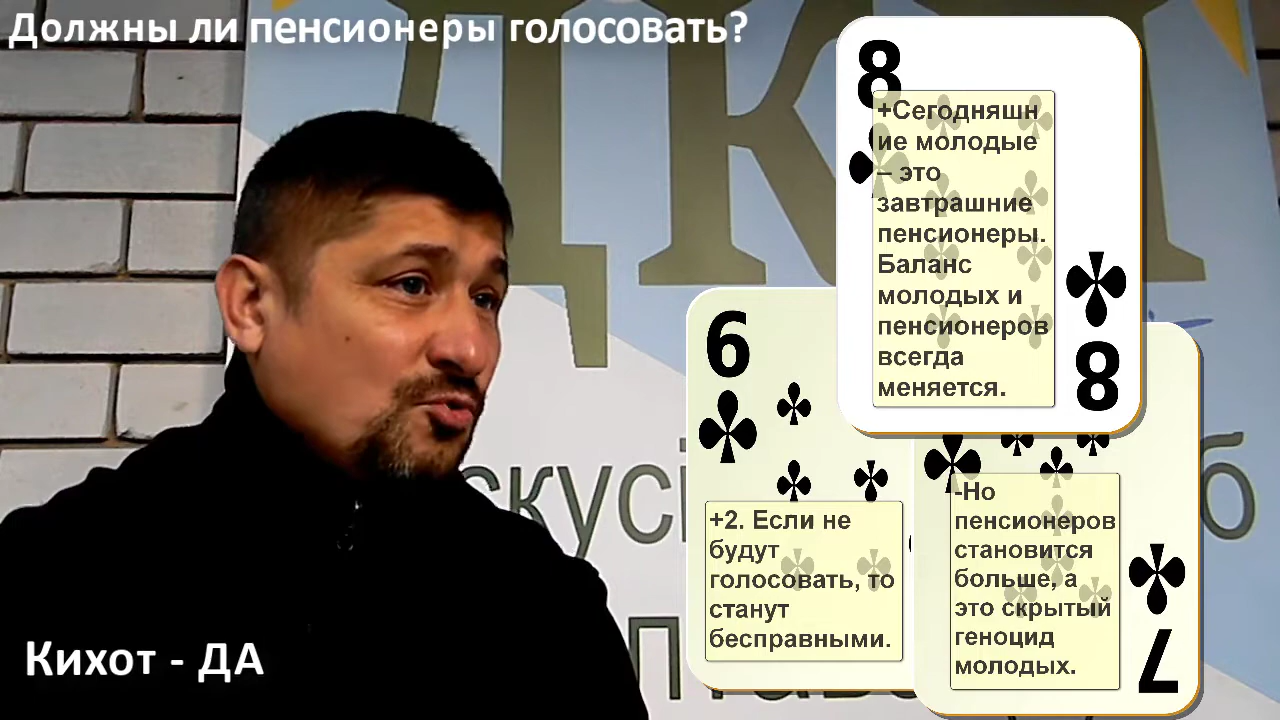 Должны ли пенсионеры голосовать?
ДКП
8
+Сегодняшн
ие молодые
– это
завтрашние
пенсионеры.
Баланс
молодых и
пенсионеров
всегда
меняется.
8
6
+2. Если не
будут
голосовать, то
станут
бесправными.
-Но
пенсионеров
становится
больше, а
это скрытый
геноцид
молодых.
7
Кихот - ДА